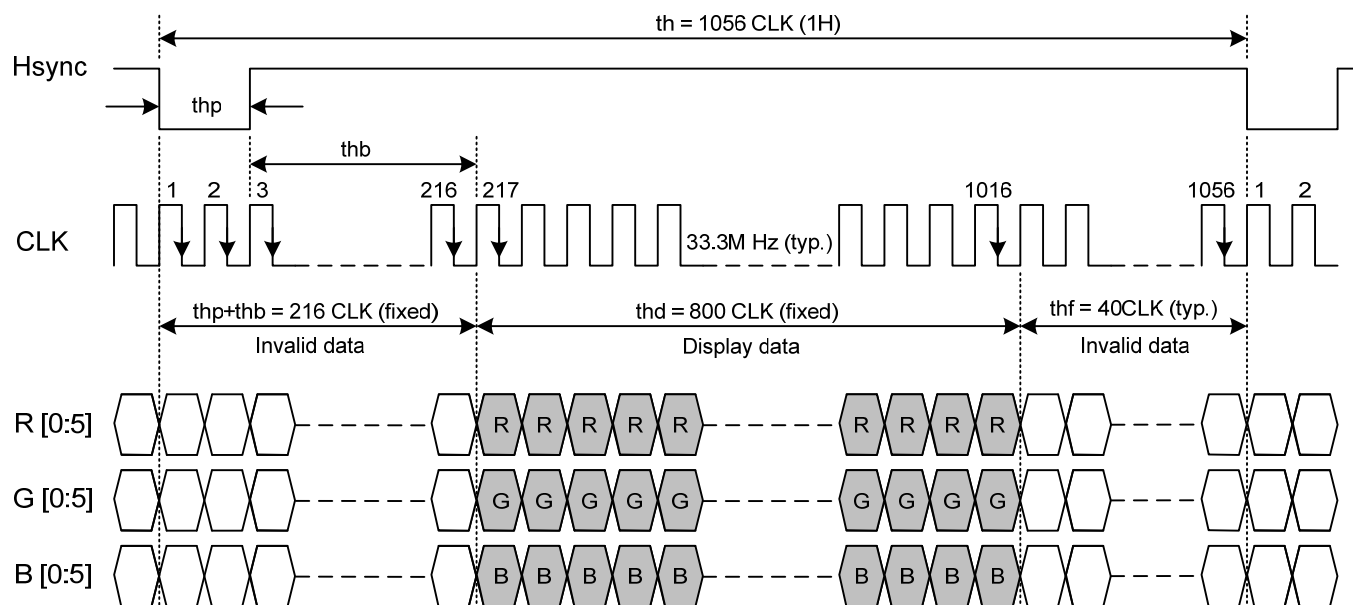 th = 1056 CLK (1H)
Hsync
thp
thb
1 2 3 216 217 1016 1056 1 2
CLK
33.3M Hz (typ.)
thp+thb = 216 CLK (fixed) thd = 800 CLK (fixed) thf = 40CLK (typ.)
Invalid data Display data Invalid data
R [0:5] R R R R R R R R R
G [0:5] G G G G G G G G G
B [0:5] B B B B B B B B B